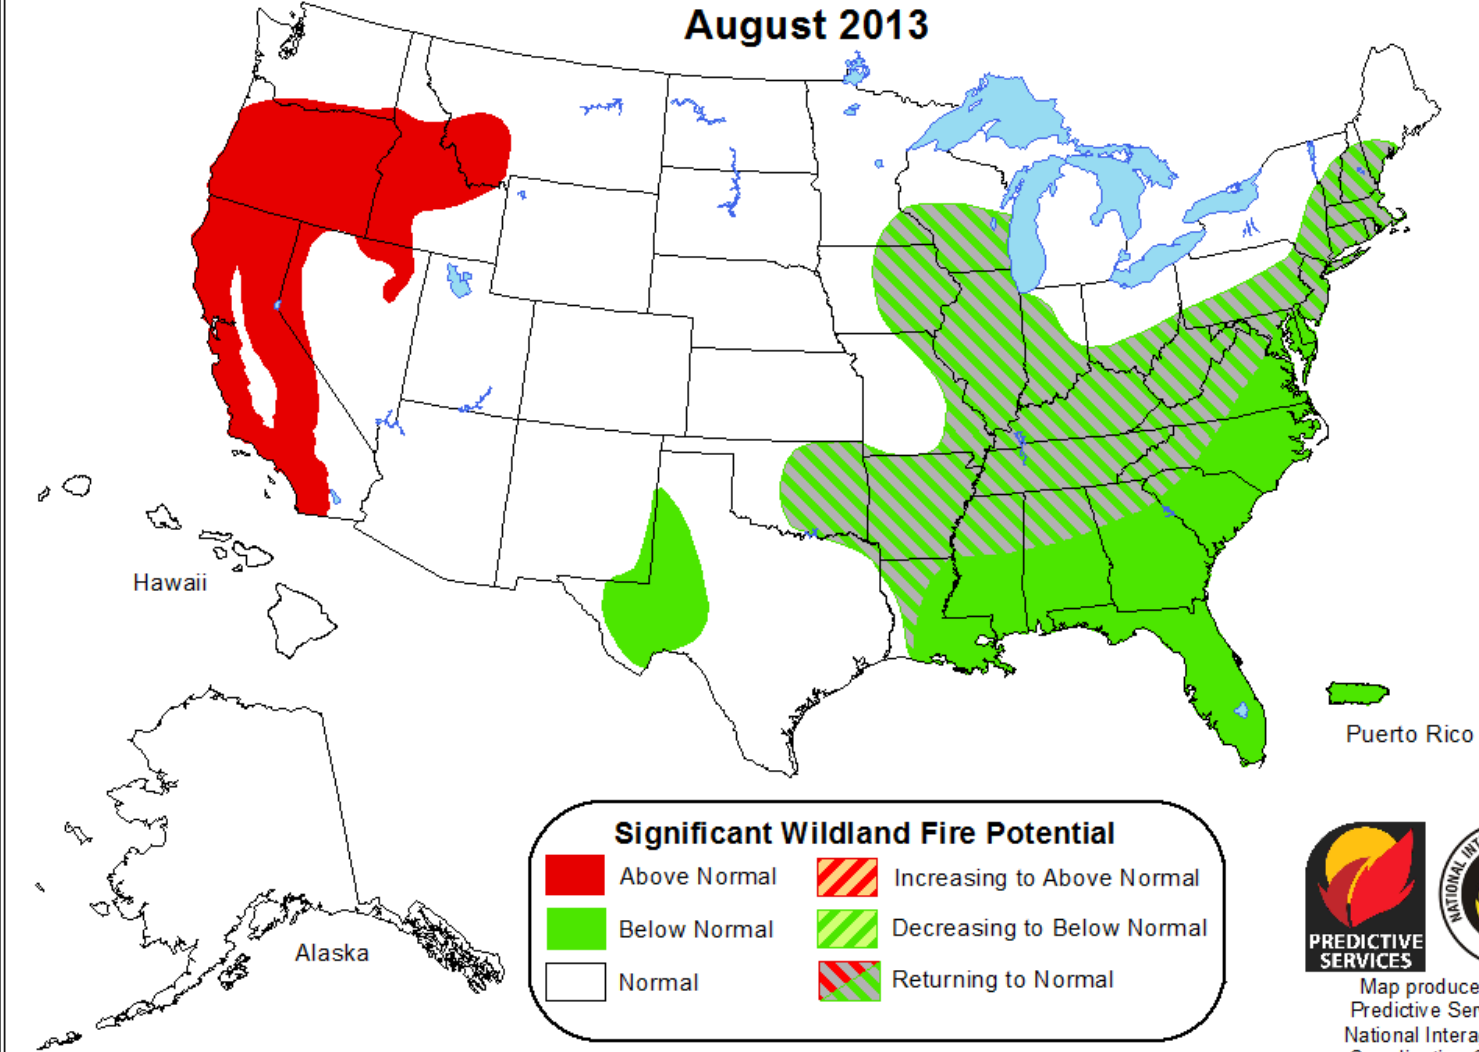 August 2013
Hawaii
Puerto Rico
Alaska
Significant Wildland Fire Potential
Above Normal
Increasing to Above Normal
Below Normal
Decreasing to Below Normal
Normal
Returning to Normal
PREDICTIVE
SERVICES
NATIONAL
Map produce
Predictive Ser
National Intera